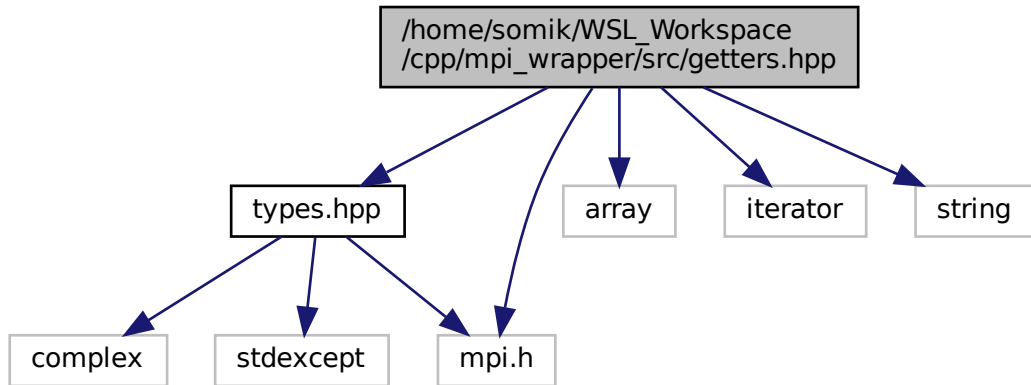 /home/somik/WSL_Workspace
/cpp/mpi_wrapper/src/getters.hpp
types.hpp
array
iterator
string
complex
stdexcept
mpi.h